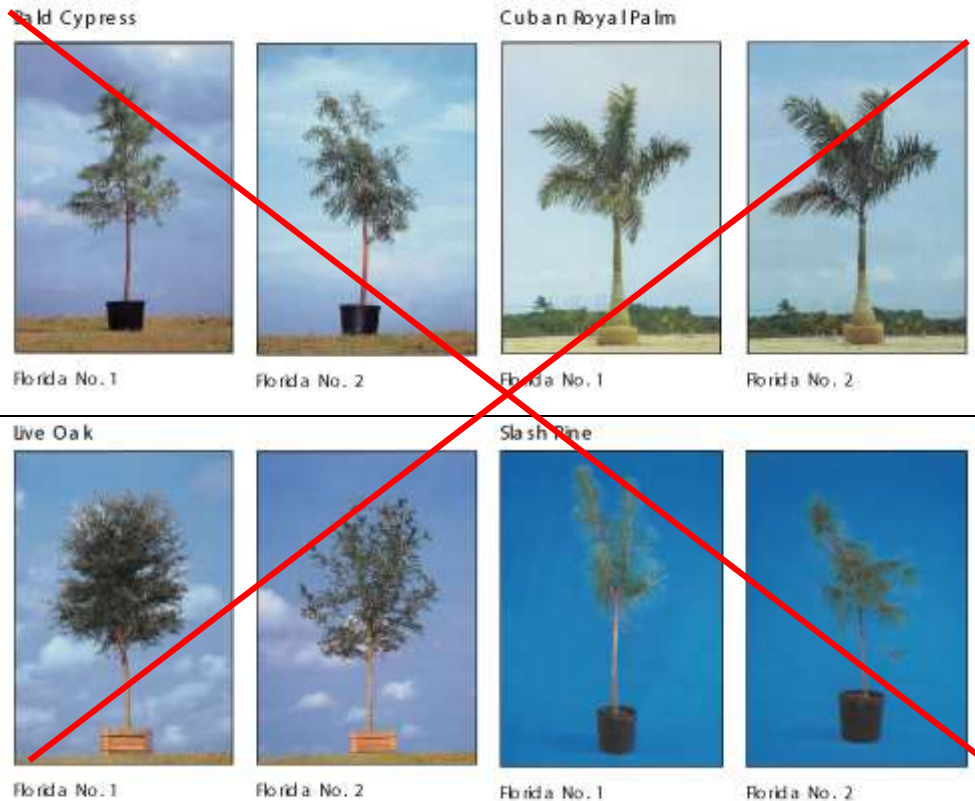 Bald Cypress
Cuban Royal Palm
Florida No. 1
Florida No. 2
Florida No. 1
Florida No. 2
Live Oak
Slash Pine
Florida No. 1
Florida No. 2
Florida No. 1
Florida No. 2